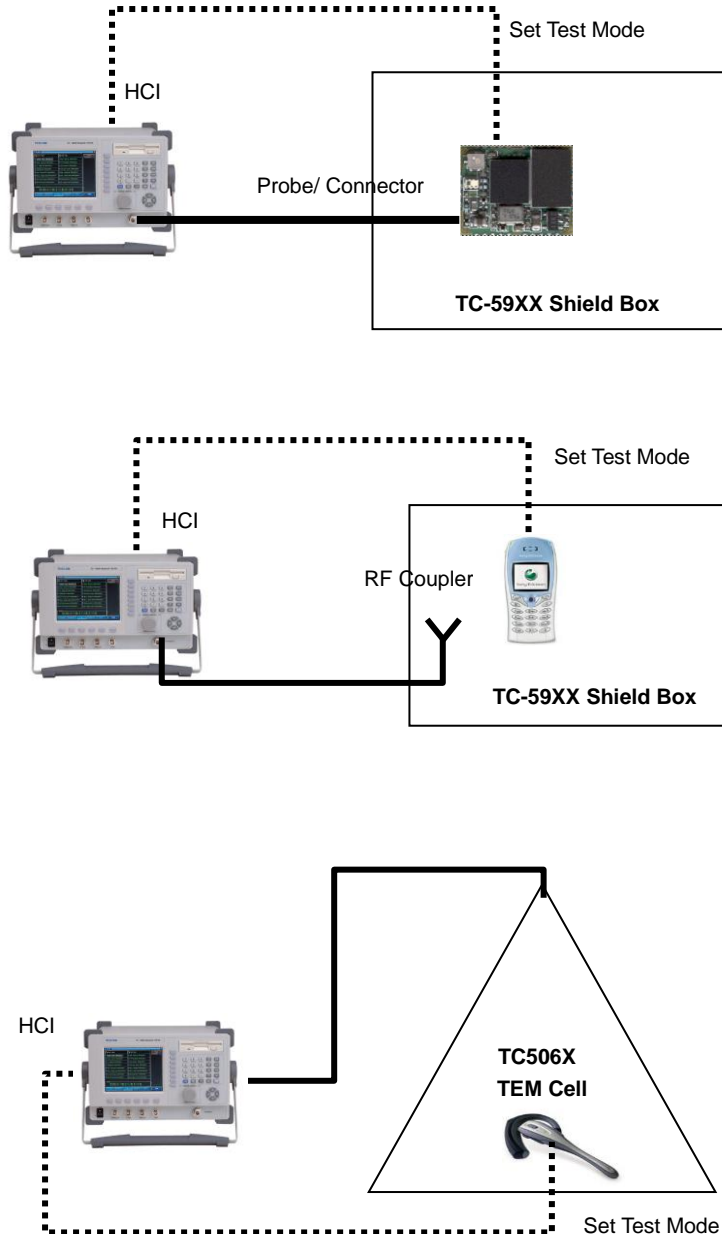 Set Test Mode
HCI
Probe/ Connector
TC-59XX Shield Box
Set Test Mode
HCI
RF Coupler
TC-59XX Shield Box
HCI
TC506X
TEM Cell
Set Test Mode